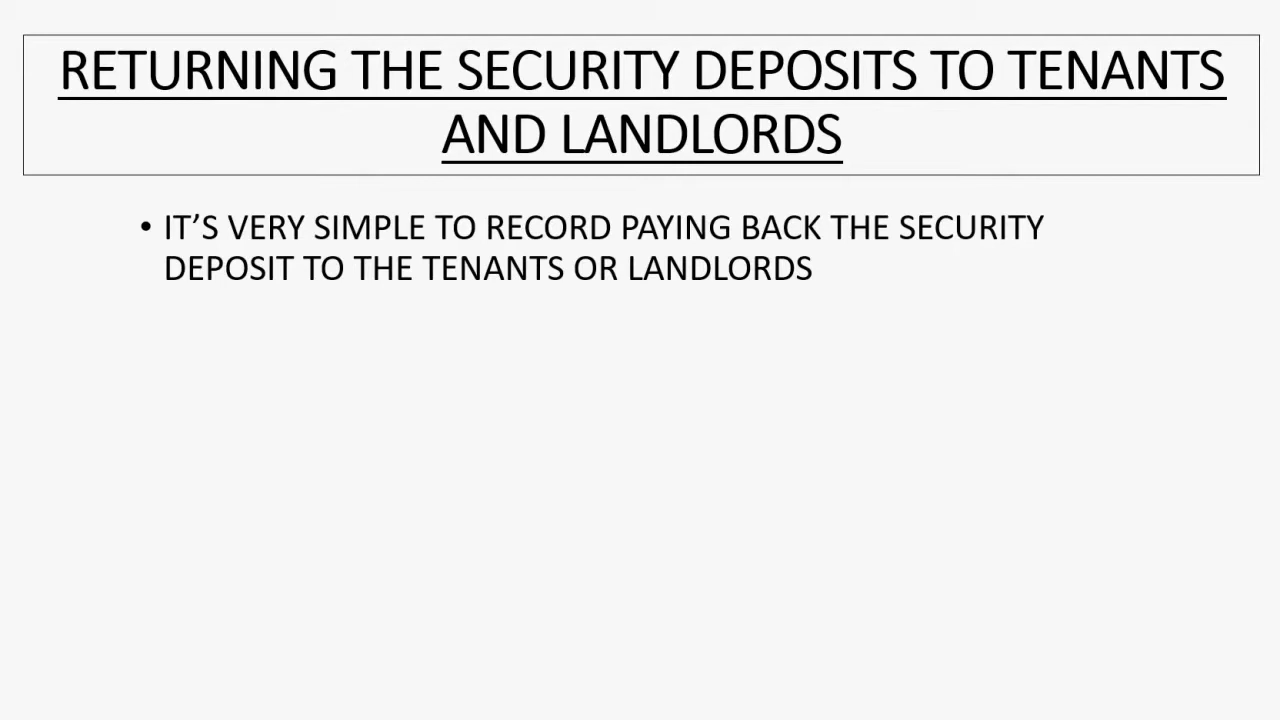 RETURNING THE SECURITY DEPOSITS TO TENANTS
AND LANDLORDS
• IT’S VERY SIMPLE TO RECORD PAYING BACK THE SECURITY
DEPOSIT TO THE TENANTS OR LANDLORDS